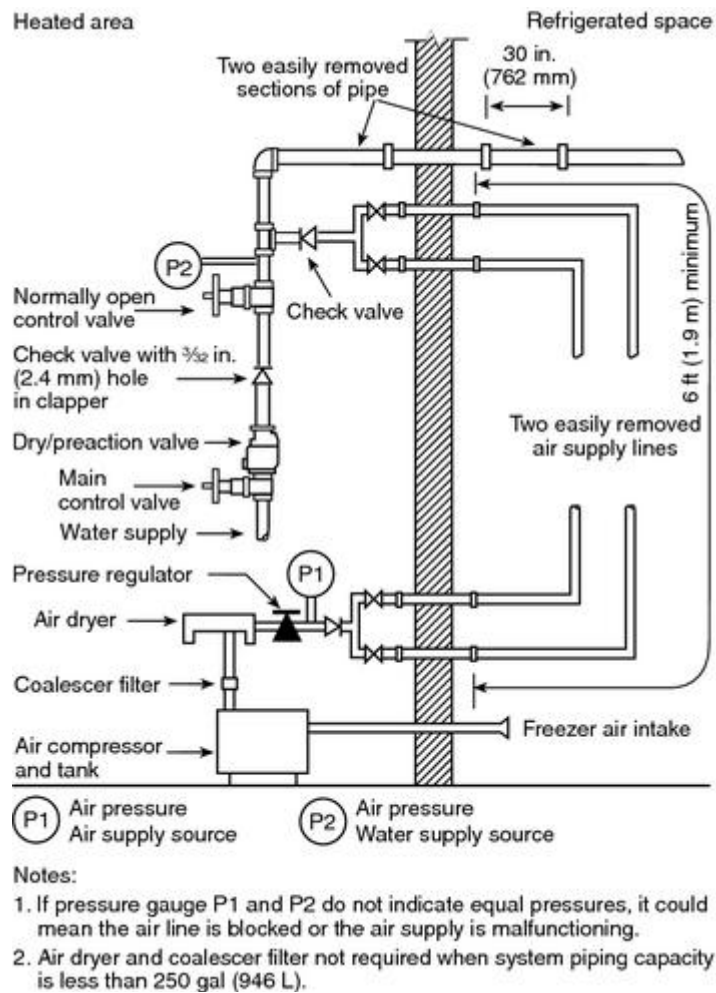 Heated area
Refrigerated space
Two easily removed
sections of pipe
30 in.
(762 mm)
P2
Normally open
control valve
Check valve
Check valve with 3⁄32 in.
(2.4 mm) hole
in clapper
6 ft (1.9 m) minimum
Two easily removed
air supply lines
Dry/preaction valve
Main
control valve
Water supply
Pressure regulator
P1
Air dryer
Coalescer filter
Air compressor
and tank
Freezer air intake
P1
Air pressure
Air supply source
P2
Air pressure
Water supply source
Notes:
1. If pressure gauge P1 and P2 do not indicate equal pressures, it could
mean the air line is blocked or the air supply is malfunctioning.
2. Air dryer and coalescer filter not required when system piping capacity
is less than 250 gal (946 L).